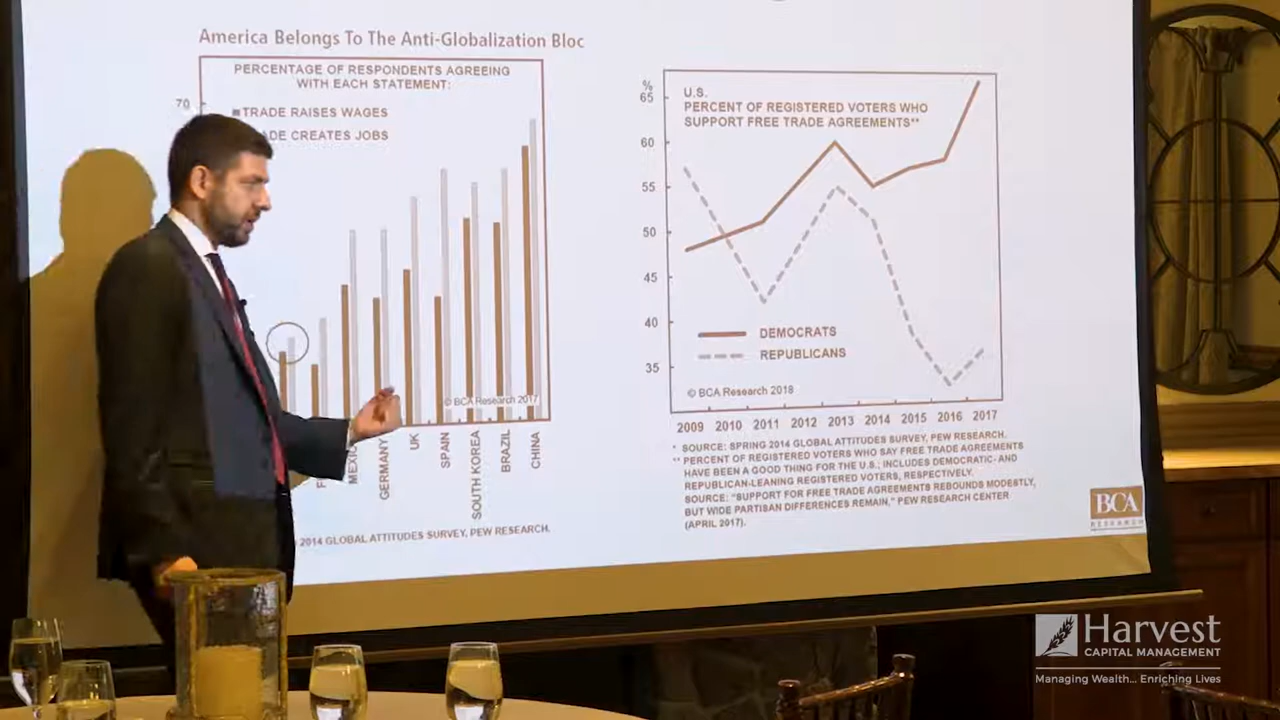 America Belongs To The Anti-Globalization Bloc
PERCENTAGE OF RESPONDENTS AGREEING
WITH EACH STATEMENT:
70
TRADE RAISES WAGES
ADE CREATES JOBS
© BCA Research 2017
MEXIC
GERMANY
UK
SPAIN
SOUTH KOREA
BRAZIL
CHINA
2014 GLOBAL ATTITUDES SURVEY, PEW RESEARCH.
%
65
60
55
50
45
40
35
U.S.
PERCENT OF REGISTERED VOTERS WHO
SUPPORT FREE TRADE AGREEMENTS**
DEMOCRATS
REPUBLICANS
© BCA Research 2018
2009 2010 2011 2012 2013 2014 2015 2016 2017
* SOURCE: SPRING 2014 GLOBAL ATTITUDES SURVEY, PEW RESEARCH.
** PERCENT OF REGISTERED VOTERS WHO SAY FREE TRADE AGREEMENTS
HAVE BEEN A GOOD THING FOR THE U.S.; INCLUDES DEMOCRATIC- AND
REPUBLICAN-LEANING REGISTERED VOTERS, RESPECTIVELY.
SOURCE: "SUPPORT FOR FREE TRADE AGREEMENTS REBOUNDS MODESTLY,
BUT WIDE PARTISAN DIFFERENCES REMAIN," PEW RESEARCH CENTER
(APRIL 2017).
BCA
RESEARCH
Harvest
CAPITAL MANAGEMENT
Managing Wealth... Enriching Lives